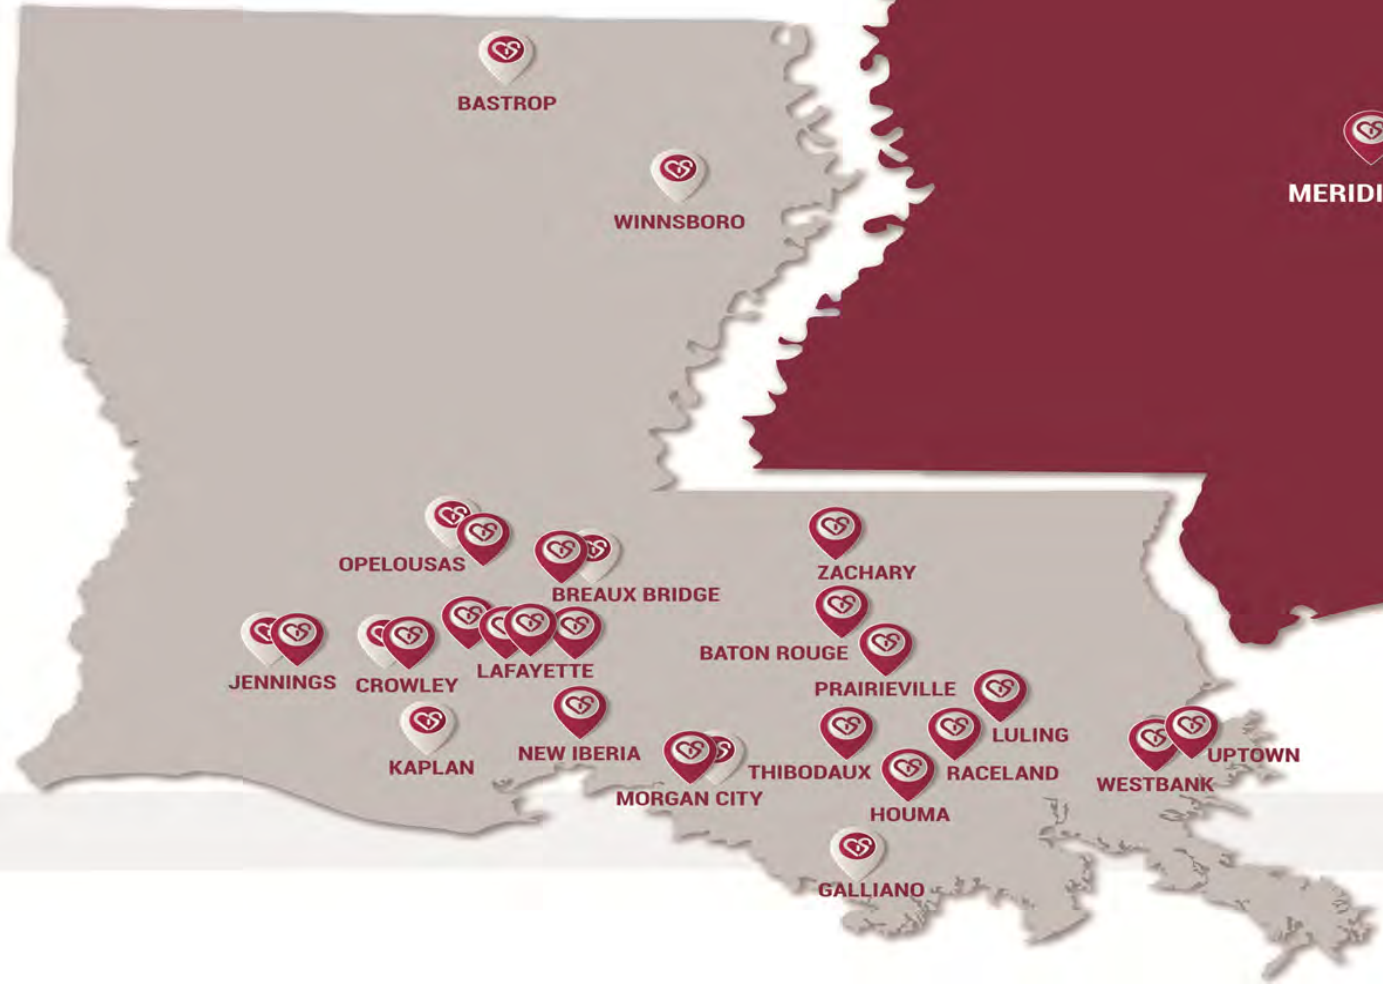 BASTROP
MERIDI
WINNSBORO
OPELOUSAS
ZACHARY
BREAUX BRIDGE
BATON ROUGE
LAFAYETTE
JENNINGS
CROWLEY
PRAIRIEVILLE
LULING
NEW IBERIA
UPTOWN
KAPLAN
THIBODAUX
RACELAND
WESTBANK
MORGAN CITY
HOUMA
GALLIANO